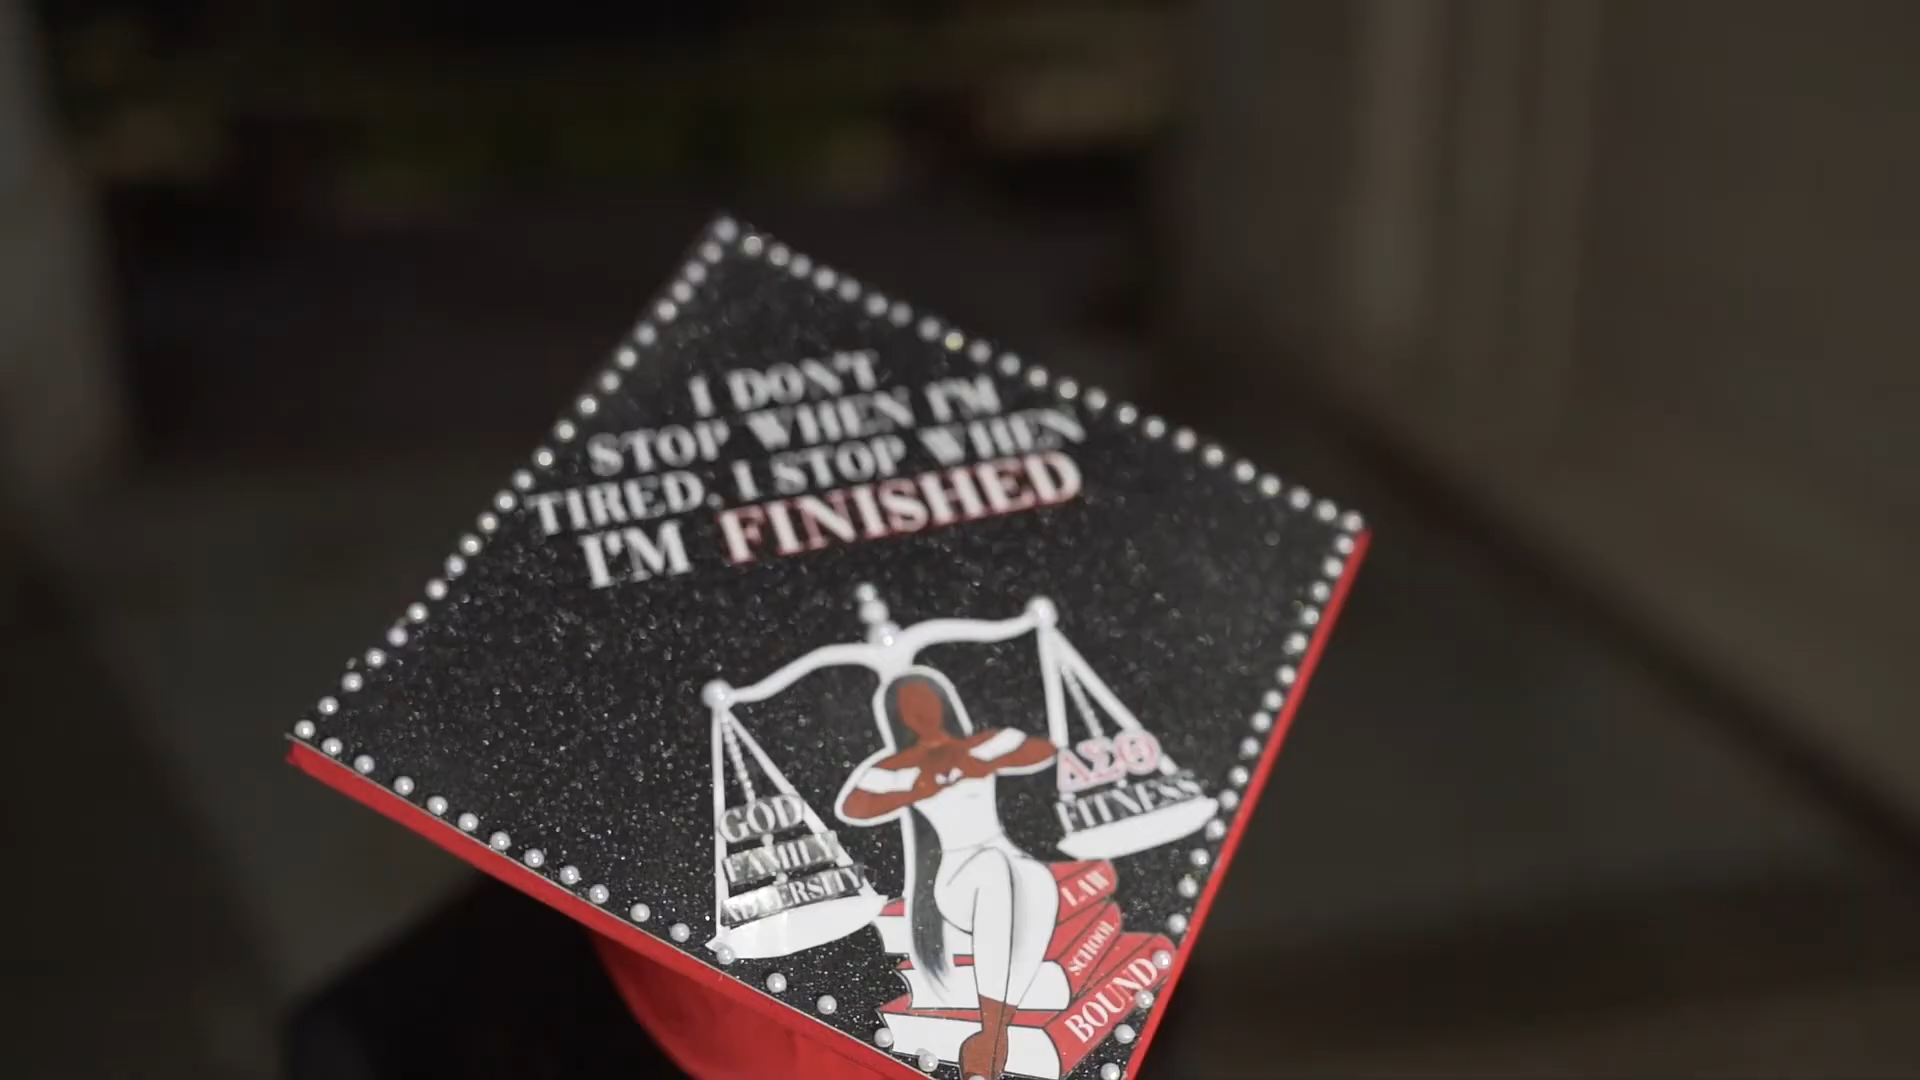 I DON'T
STOP WHEN I'M
TIRED. I STOP WHEN
I'M FINISHED
GOD
FAMILY
ADVERSITY
ΔΣΘ
FITNESS
LAW
SCHOOL
BOUND